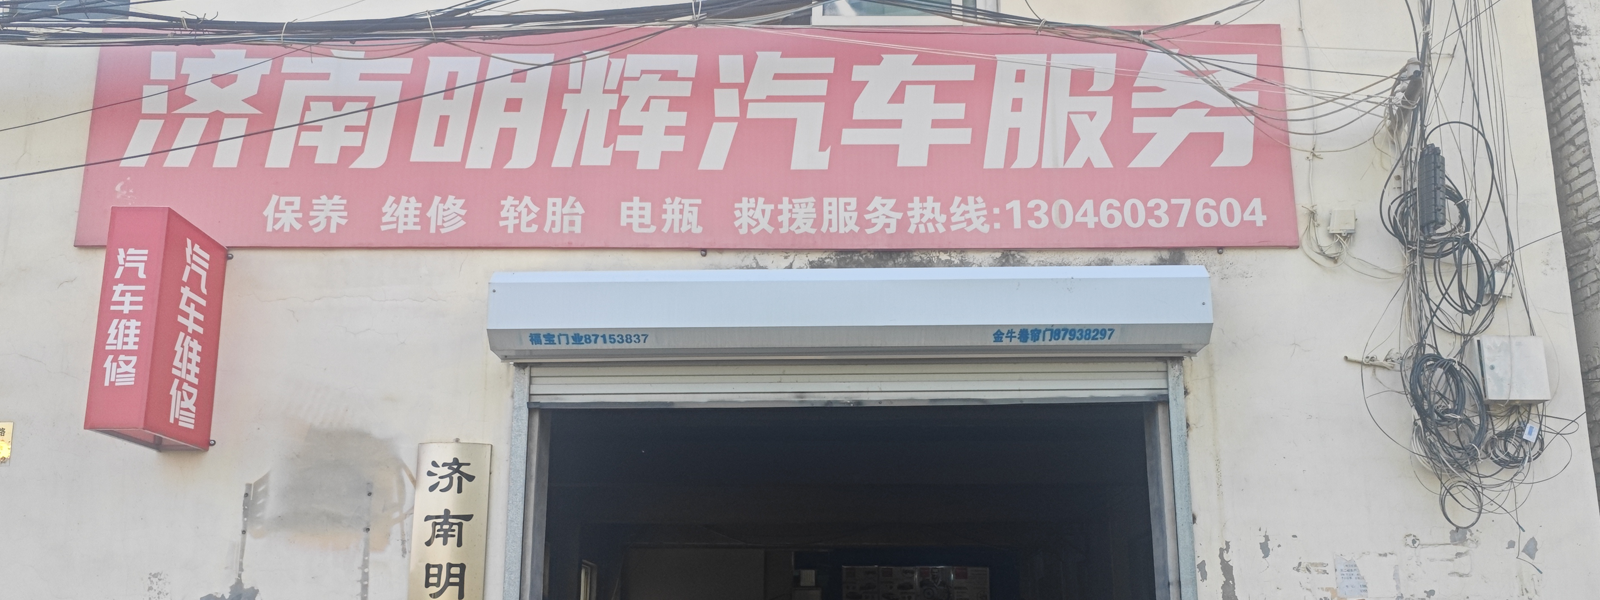 济南明辉汽车服务
保养 维修 轮胎 电瓶 救援服务热线:13046037604
汽车维修
汽车维修
福宝门业87153837
金牛卷帘门87938297
济南明